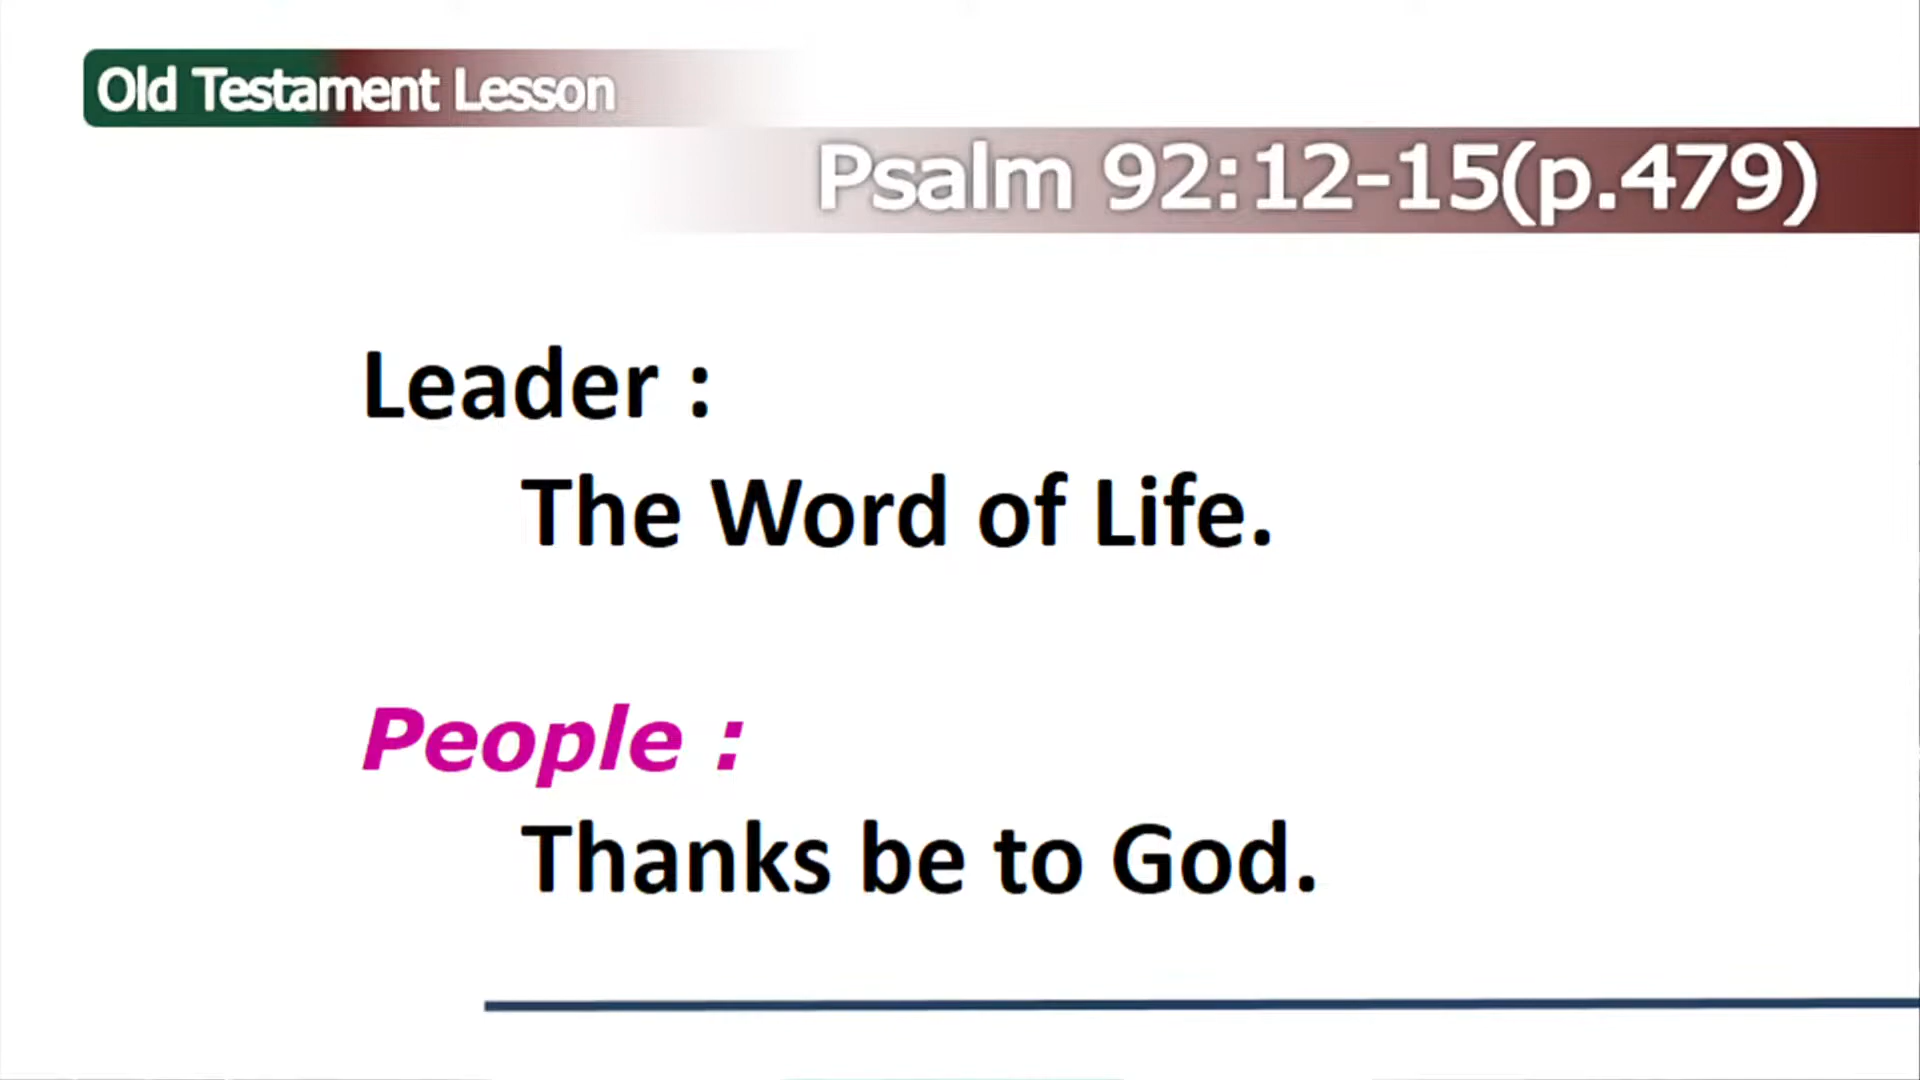 Old Testament Lesson
Psalm 92:12-15(p.479)
Leader :
The Word of Life.
People :
Thanks be to God.